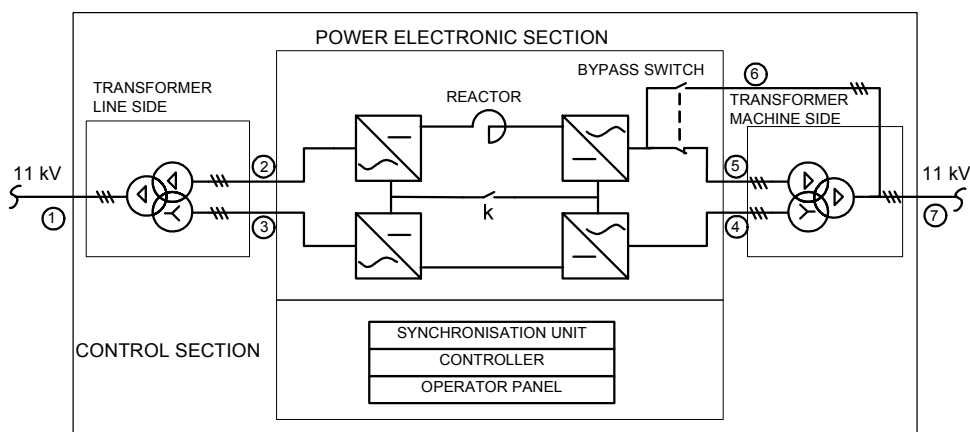 POWER ELECTRONIC SECTION
TRANSFORMER
LINE SIDE
REACTOR
BYPASS SWITCH
6
TRANSFORMER
MACHINE SIDE
11 kV
1
2
3
k
5
4
11 kV
7
CONTROL SECTION
SYNCHRONISATION UNIT
CONTROLLER
OPERATOR PANEL